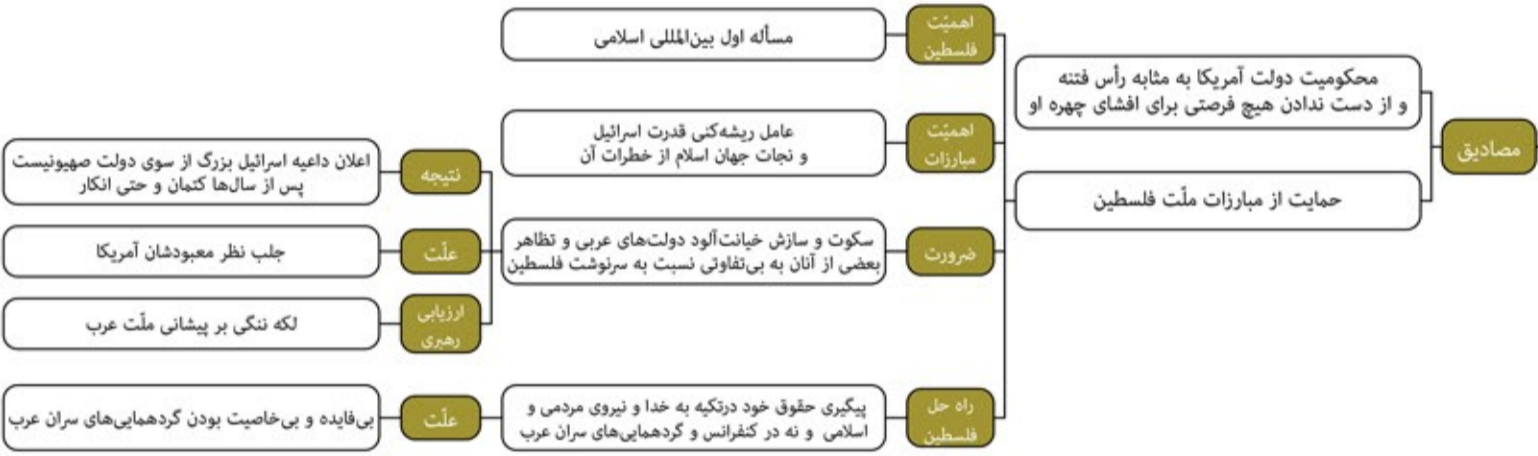 مصادیق
محکومیت دولت آمریکا به مثابه رأس فتنه
و از دست ندادن هیچ فرصتی برای افشای چهره او
حمایت از مبارزات ملّت فلسطین
اهمیّت
فلسطین
مسأله اول بین‌المللی اسلامی
اهمیّت
مبارزات
عامل ریشه‌کنی قدرت اسرائیل
و نجات جهان اسلام از خطرات آن
ضرورت
سکوت و سازش خیانت‌آلود دولت‌های عربی و تظاهر
بعضی از آنان به بی‌تفاوتی نسبت به سرنوشت فلسطین
نتیجه
اعلان داعیه اسرائیل بزرگ از سوی دولت صهیونیست
پس از سال‌ها کتمان و حتی انکار
علّت
جلب نظر معبودشان آمریکا
ارزیابی
رهبری
لکه ننگی بر پیشانی ملّت عرب
راه حل
فلسطین
پیگیری حقوق خود درتکیه به خدا و نیروی مردمی و
اسلامی و نه در کنفرانس و گردهمایی‌های سران عرب
علّت
بی‌فایده و بی‌خاصیت بودن گردهمایی‌های سران عرب